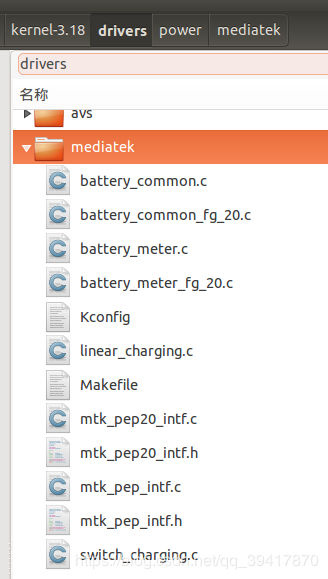 kernel-3.18 drivers power mediatek
drivers
名称
avs
mediatek
battery_common.c
battery_common_fg_20.c
battery_meter.c
battery_meter_fg_20.c
Kconfig
linear_charging.c
Makefile
mtk_pep20_intf.c
mtk_pep20_intf.h
mtk_pep_intf.c
mtk_pep_intf.h
switch_charging.c
https://blog.csdn.net/qq_39417870